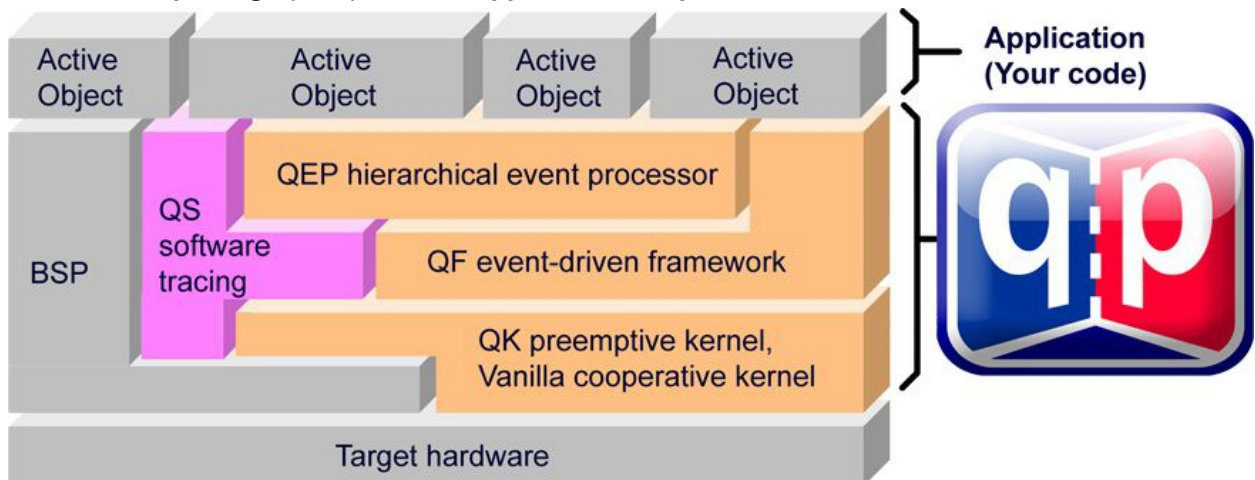 Active
Object
Active
Object
Active
Object
Active
Object
Application
(Your code)
QEP hierarchical event processor
QS
software
tracing
BSP
QF event-driven framework
QK preemptive kernel,
Vanilla cooperative kernel
Target hardware
qp